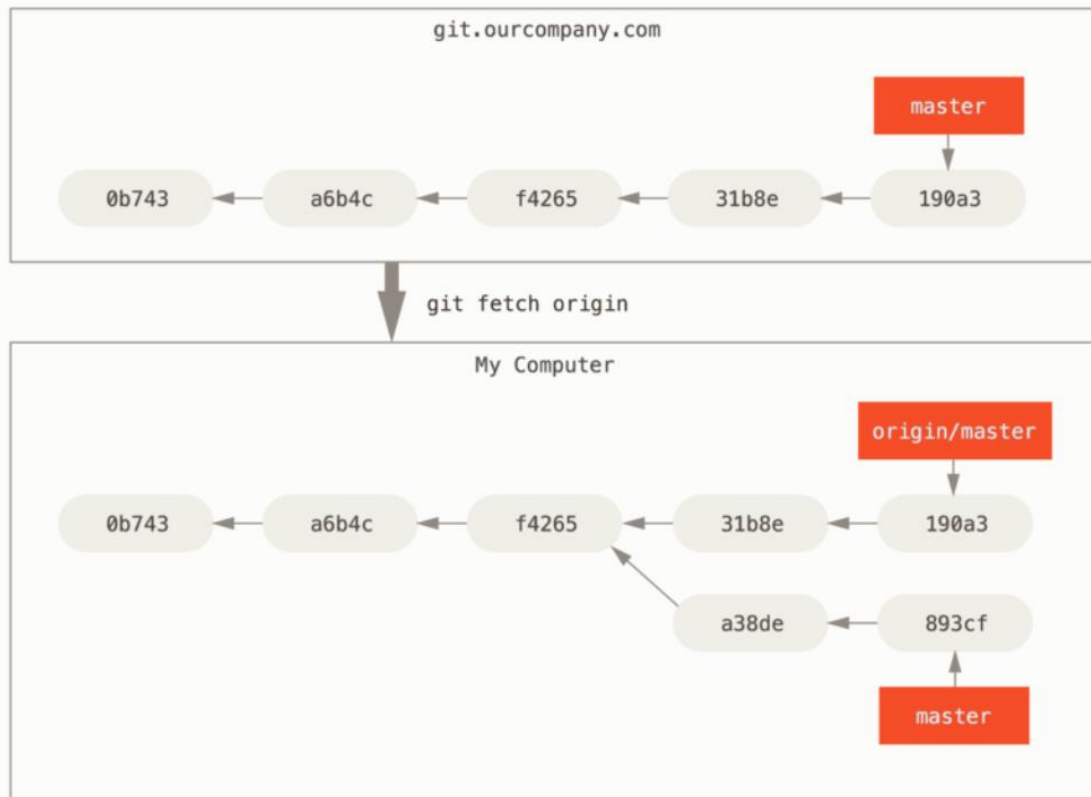 git.ourcompany.com
master
0b743 a6b4c f4265 31b8e 190a3
git fetch origin
My Computer
origin/master
0b743 a6b4c f4265 31b8e 190a3
a38de 893cf
master